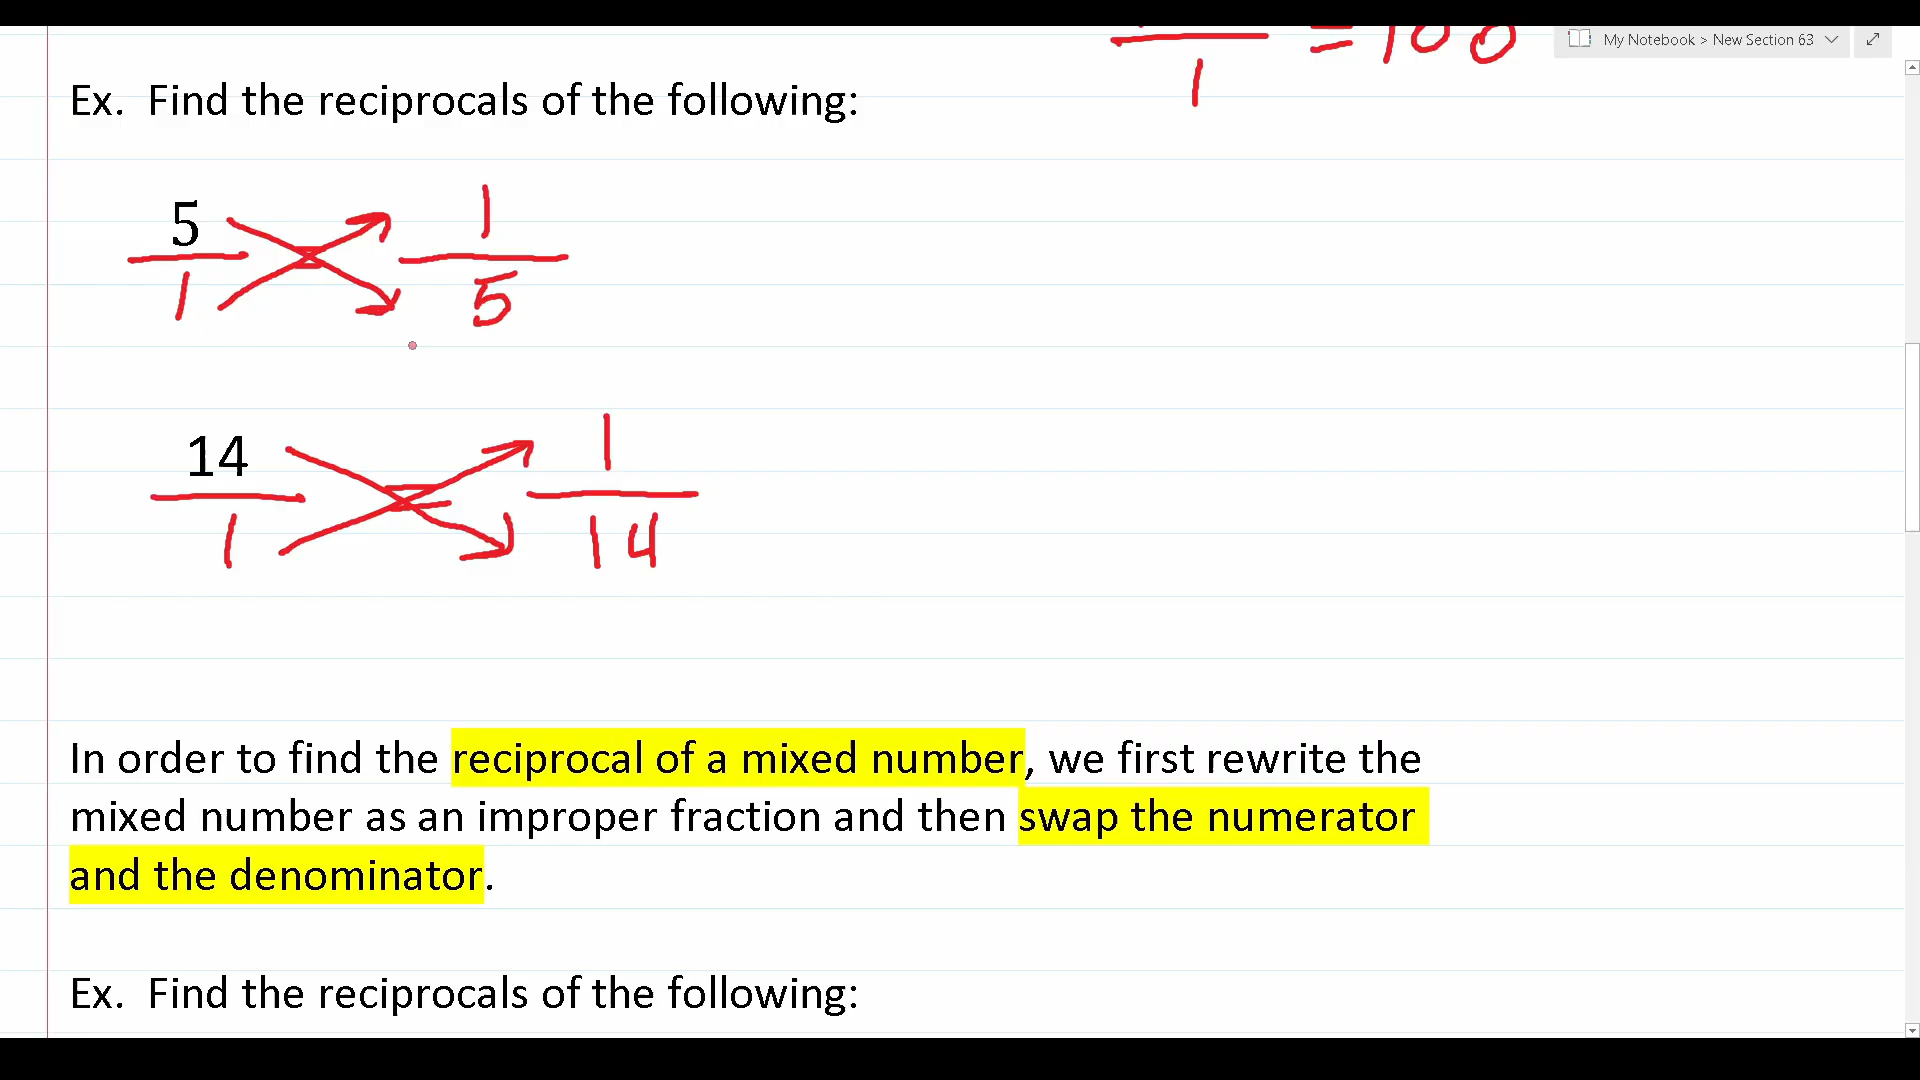 1 = 100
My Notebook > New Section 63
Ex. Find the reciprocals of the following:
5 1
1 5
14 1
1 14
In order to find the reciprocal of a mixed number, we first rewrite the
mixed number as an improper fraction and then swap the numerator
and the denominator.
Ex. Find the reciprocals of the following: